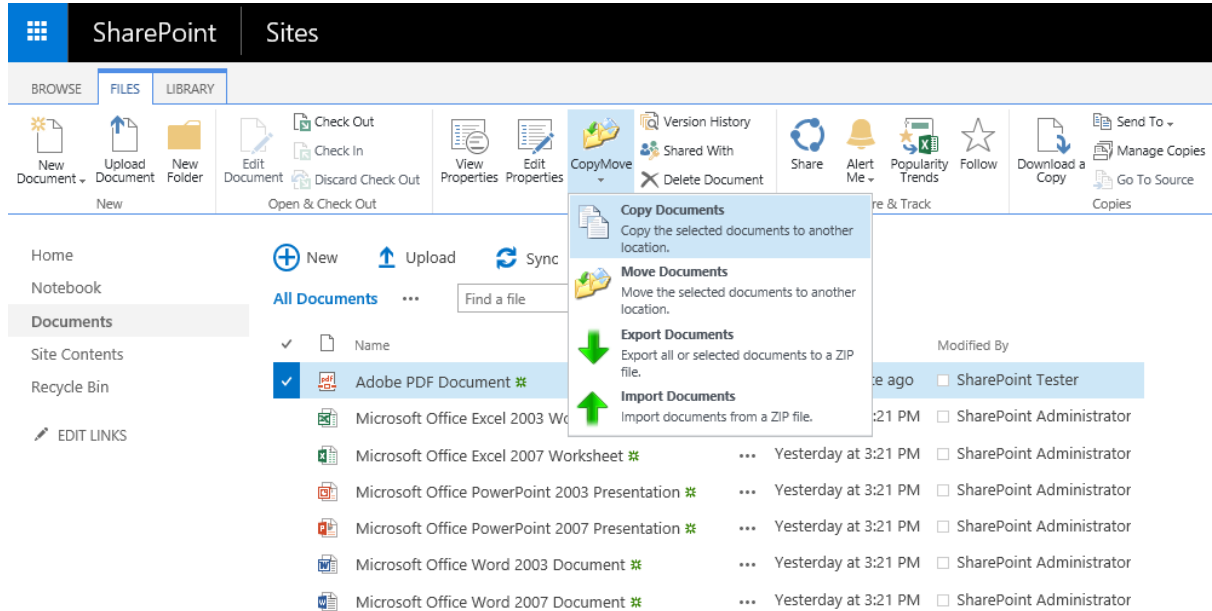 SharePoint Sites
BROWSE FILES LIBRARY
New Document
Upload Document
New Folder
New
Edit Document
Check Out
Check In
Discard Check Out
Open & Check Out
View Properties
Edit Properties
CopyMove
Version History
Shared With
Delete Document
Share
Alert Me
Popularity Trends
Follow
re & Track
Download a Copy
Send To
Manage Copies
Go To Source
Copies
Copy Documents
Copy the selected documents to another
location.
Move Documents
Move the selected documents to another
location.
Export Documents
Export all or selected documents to a ZIP
file.
Import Documents
Import documents from a ZIP file.
Home
Notebook
Documents
Site Contents
Recycle Bin
EDIT LINKS
New Upload Sync
All Documents ••• Find a file
Name Modified By
pdf
Adobe PDF Document ago SharePoint Tester
Microsoft Office Excel 2003 :21 PM SharePoint Administrator
Microsoft Office Excel 2007 Worksheet ••• Yesterday at 3:21 PM SharePoint Administrator
Microsoft Office PowerPoint 2003 Presentation ••• Yesterday at 3:21 PM SharePoint Administrator
Microsoft Office PowerPoint 2007 Presentation ••• Yesterday at 3:21 PM SharePoint Administrator
Microsoft Office Word 2003 Document ••• Yesterday at 3:21 PM SharePoint Administrator
Microsoft Office Word 2007 Document ••• Yesterday at 3:21 PM SharePoint Administrator